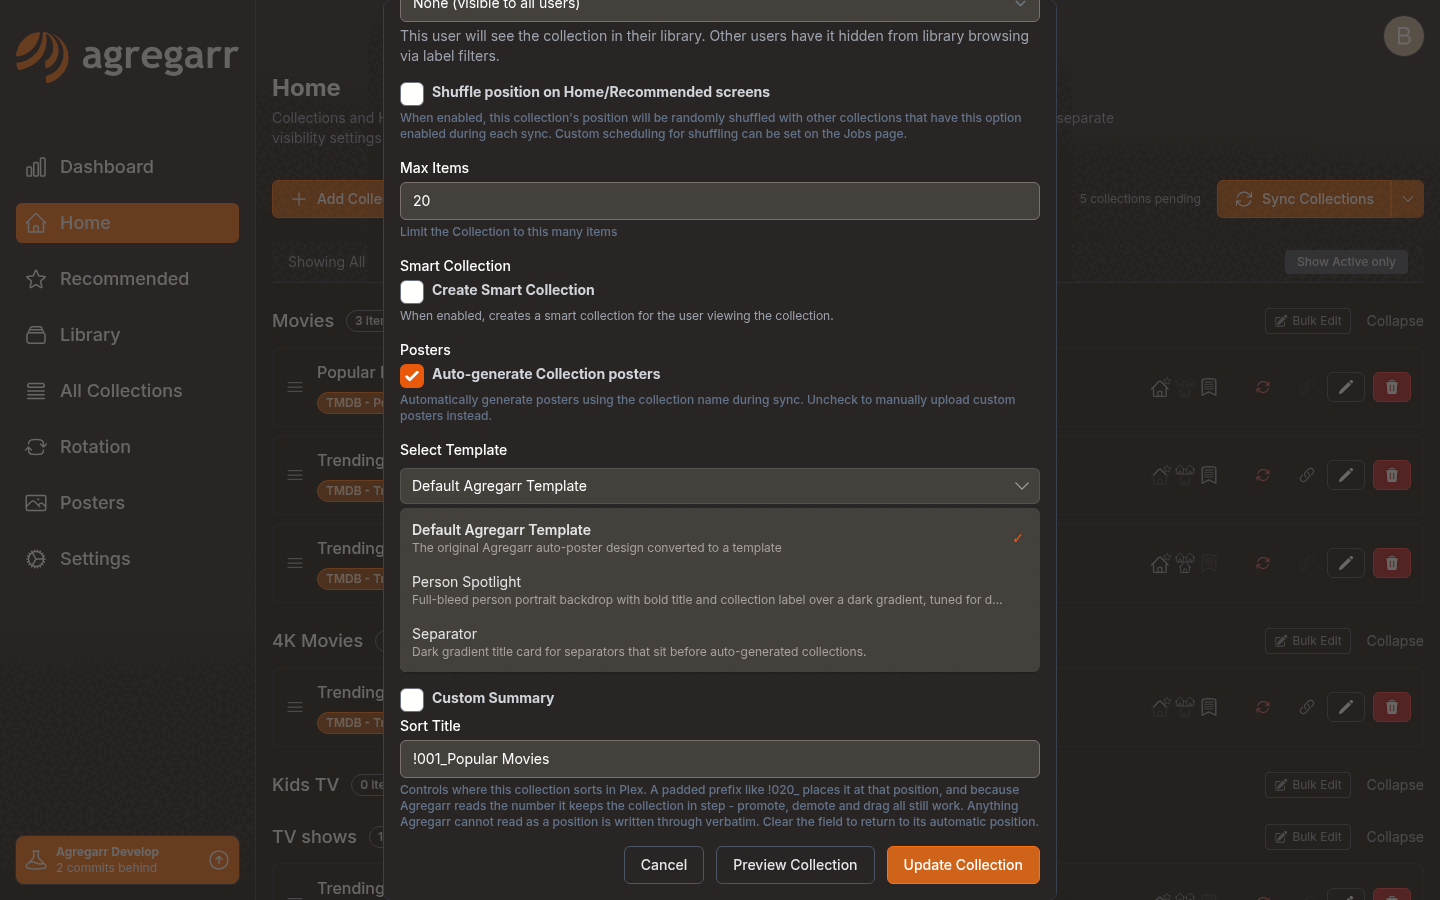 agregarr
Dashboard
Home
Recommended
Library
All Collections
Rotation
Posters
Settings
Agregarr Develop
2 commits behind
B
Home
Collections and H
separate
visibility settings
Add Colle
5 collections pending
Sync Collections
Showing All
Show Active only
Movies
3 iter
Bulk Edit
Collapse
Popular
TMDB - Po
Trending
TMDB - Tr
Trending
TMDB - Tr
4K Movies
Bulk Edit
Collapse
Trending
TMDB - Tr
Kids TV
0 ite
Bulk Edit
Collapse
TV shows
1
Bulk Edit
Collapse
Trending
None (visible to all users)
This user will see the collection in their library. Other users have it hidden from library browsing
via label filters.
Shuffle position on Home/Recommended screens
When enabled, this collection's position will be randomly shuffled with other collections that have this option
enabled during each sync. Custom scheduling for shuffling can be set on the Jobs page.
Max Items
20
Limit the Collection to this many items
Smart Collection
Create Smart Collection
When enabled, creates a smart collection for the user viewing the collection.
Posters
Auto-generate Collection posters
Automatically generate posters using the collection name during sync. Uncheck to manually upload custom
posters instead.
Select Template
Default Agregarr Template
Default Agregarr Template
The original Agregarr auto-poster design converted to a template
Person Spotlight
Full-bleed person portrait backdrop with bold title and collection label over a dark gradient, tuned for d...
Separator
Dark gradient title card for separators that sit before auto-generated collections.
Custom Summary
Sort Title
!001_Popular Movies
Controls where this collection sorts in Plex. A padded prefix like !020_ places it at that position, and because
Agregarr reads the number it keeps the collection in step - promote, demote and drag all still work. Anything
Agregarr cannot read as a position is written through verbatim. Clear the field to return to its automatic position.
Cancel
Preview Collection
Update Collection